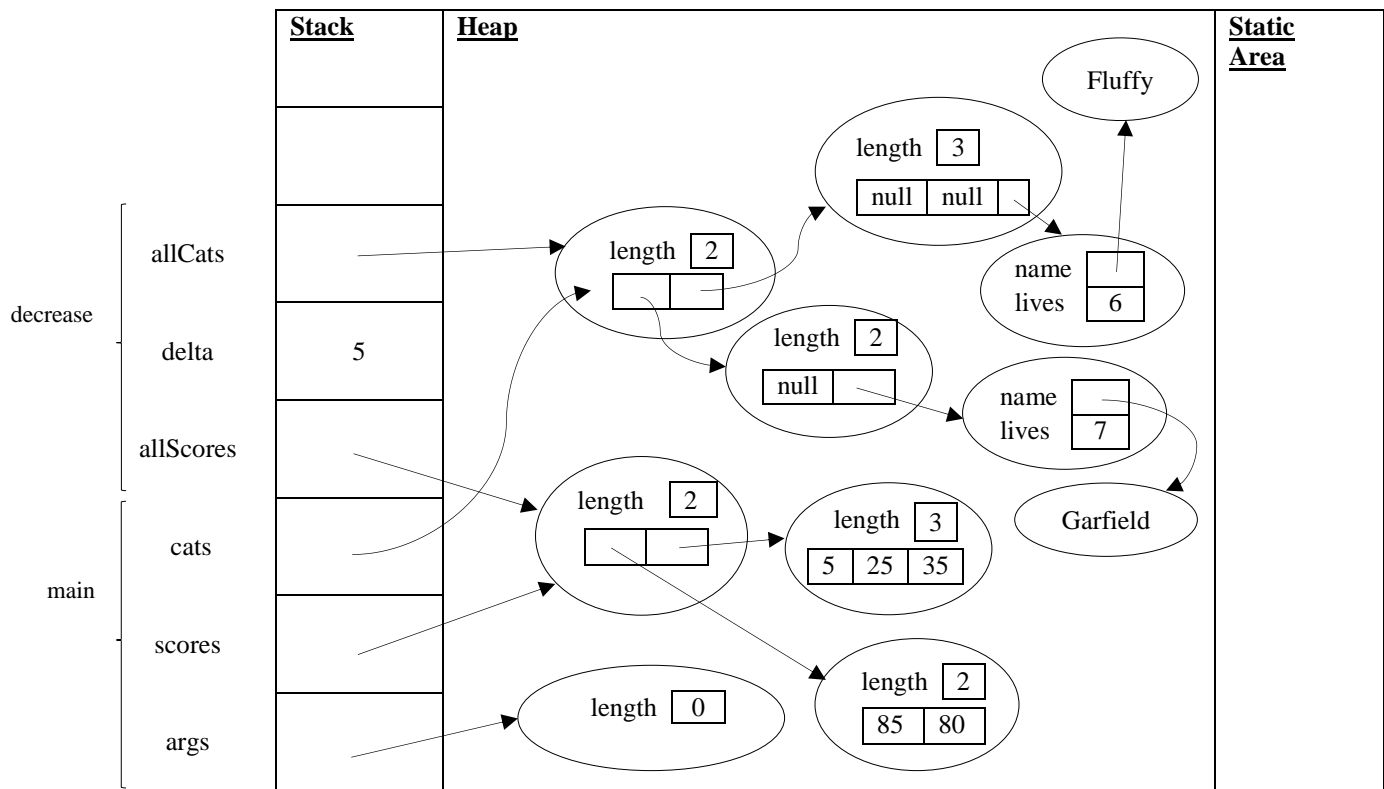 Stack
Heap
Static
Area
Fluffy
length 3
null null
allCats
length 2
name
lives 6
decrease
delta
5
length 2
null
name
lives 7
allScores
length 2
length 3
Garfield
cats
5 25 35
main
scores
length 2
length 0
85 80
args